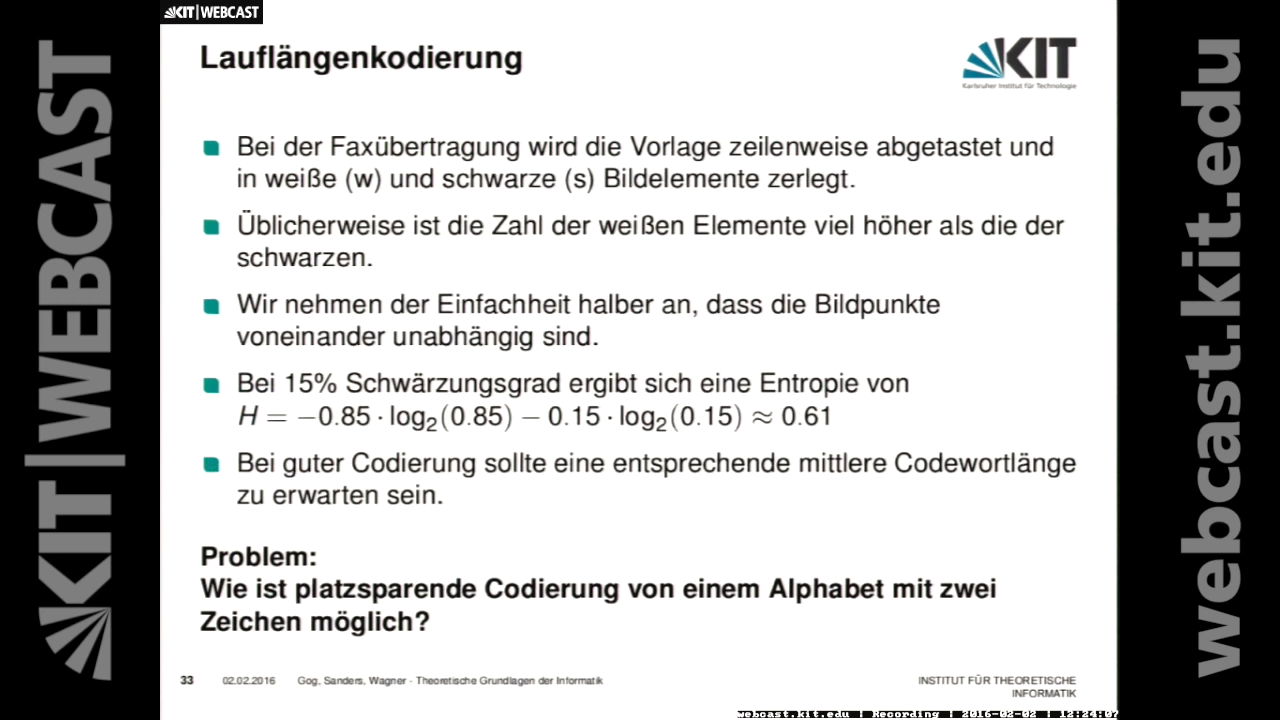 KIT|WEBCAST
KIT|WEBCAST
Lauflängenkodierung
KIT
Karlsruher Institut für Technologie
Bei der Faxübertragung wird die Vorlage zeilenweise abgetastet und
in weiße (w) und schwarze (s) Bildelemente zerlegt.
Üblicherweise ist die Zahl der weißen Elemente viel höher als die der
schwarzen.
Wir nehmen der Einfachheit halber an, dass die Bildpunkte
voneinander unabhängig sind.
Bei 15% Schwärzungsgrad ergibt sich eine Entropie von
H = −0.85 · log₂(0.85) − 0.15 · log₂(0.15) ≈ 0.61
Bei guter Codierung sollte eine entsprechende mittlere Codewortlänge
zu erwarten sein.
Problem:
Wie ist platzsparende Codierung von einem Alphabet mit zwei
Zeichen möglich?
33 02.02.2016 Gog, Sanders, Wagner - Theoretische Grundlagen der Informatik
INSTITUT FÜR THEORETISCHE
INFORMATIK
webcast.kit.edu | Recording | 2016-02-02 | 12:24:07
webcast.kit.edu